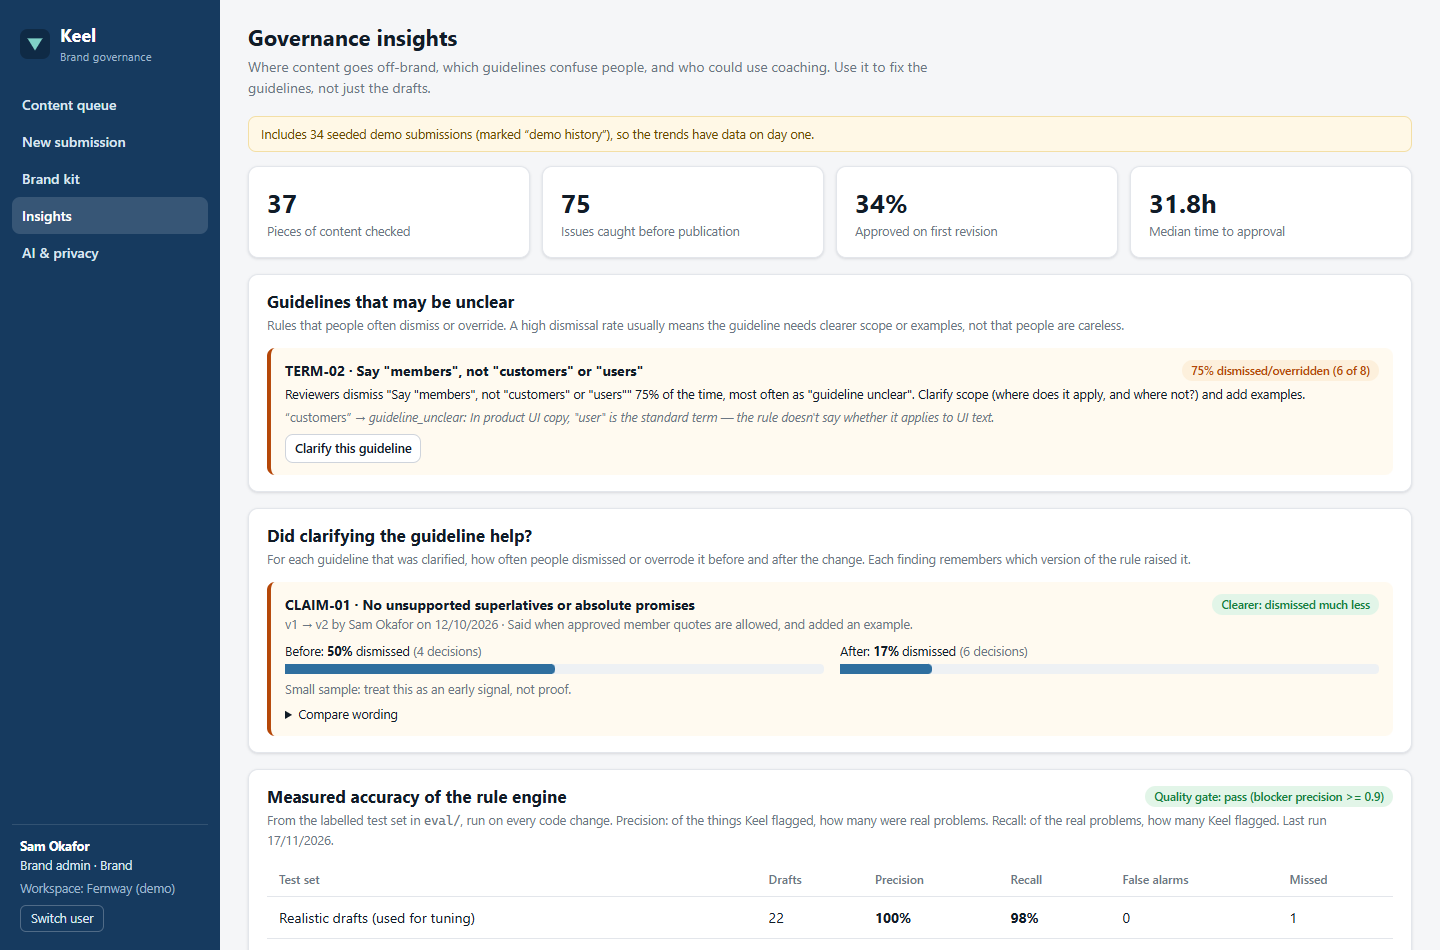 Keel
Brand governance
Content queue
New submission
Brand kit
Insights
AI & privacy
Sam Okafor
Brand admin · Brand
Workspace: Fernway (demo)
Switch user
Governance insights
Where content goes off-brand, which guidelines confuse people, and who could use coaching. Use it to fix the
guidelines, not just the drafts.
Includes 34 seeded demo submissions (marked “demo history”), so the trends have data on day one.
37
Pieces of content checked
75
Issues caught before publication
34%
Approved on first revision
31.8h
Median time to approval
Guidelines that may be unclear
Rules that people often dismiss or override. A high dismissal rate usually means the guideline needs clearer scope or examples, not that people are careless.
TERM-02 · Say "members", not "customers" or "users"
75% dismissed/overridden (6 of 8)
Reviewers dismiss "Say "members", not "customers" or "users"" 75% of the time, most often as "guideline unclear". Clarify scope (where does it apply, and where not?) and add examples.
“customers” → guideline_unclear: In product UI copy, "user" is the standard term — the rule doesn't say whether it applies to UI text.
Clarify this guideline
Did clarifying the guideline help?
For each guideline that was clarified, how often people dismissed or overrode it before and after the change. Each finding remembers which version of the rule raised it.
CLAIM-01 · No unsupported superlatives or absolute promises
Clearer: dismissed much less
v1 → v2 by Sam Okafor on 12/10/2026 · Said when approved member quotes are allowed, and added an example.
Before: 50% dismissed (4 decisions)
After: 17% dismissed (6 decisions)
Small sample: treat this as an early signal, not proof.
Compare wording
Measured accuracy of the rule engine
Quality gate: pass (blocker precision >= 0.9)
From the labelled test set in eval/, run on every code change. Precision: of the things Keel flagged, how many were real problems. Recall: of the real problems, how many Keel flagged. Last run
17/11/2026.
Test set Drafts Precision Recall False alarms Missed
Realistic drafts (used for tuning) 22 100% 98% 0 1